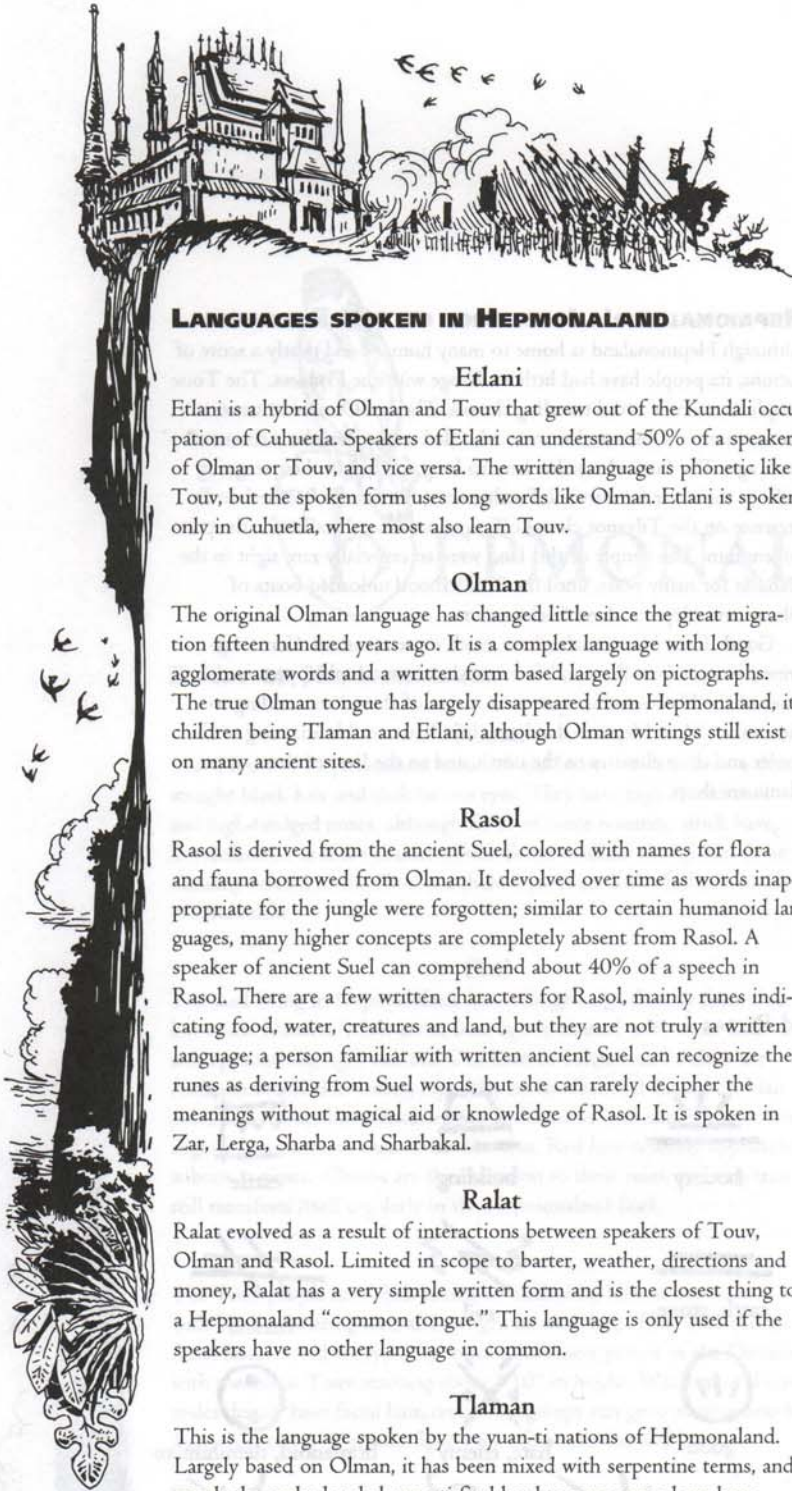 LANGUAGES SPOKEN IN HEPMONALAND
Etlani
Etlani is a hybrid of Olman and Touv that grew out of the Kundali occu
pation of Cuhuetla. Speakers of Etlani can understand 50% of a speaker
of Olman or Touv, and vice versa. The written language is phonetic like
Touv, but the spoken form uses long words like Olman. Etlani is spoken
only in Cuhuetla, where most also learn Touv.
Olman
The original Olman language has changed little since the great migra-
tion fifteen hundred years ago. It is a complex language with long
agglomerate words and a written form based largely on pictographs.
The true Olman tongue has largely disappeared from Hepmonaland, it
children being Tlaman and Etlani, although Olman writings still exist
on many ancient sites.
Rasol
Rasol is derived from the ancient Suel, colored with names for flora
and fauna borrowed from Olman. It devolved over time as words inap-
propriate for the jungle were forgotten; similar to certain humanoid lan
guages, many higher concepts are completely absent from Rasol. A
speaker of ancient Suel can comprehend about 40% of a speech in
Rasol. There are a few written characters for Rasol, mainly runes indi-
cating food, water, creatures and land, but they are not truly a written
language; a person familiar with written ancient Suel can recognize the
runes as deriving from Suel words, but she can rarely decipher the
meanings without magical aid or knowledge of Rasol. It is spoken in
Zar, Lerga, Sharba and Sharbakal.
Ralat
Ralat evolved as a result of interactions between speakers of Touv,
Olman and Rasol. Limited in scope to barter, weather, directions and
money, Ralat has a very simple written form and is the closest thing to
a Hepmonaland "common tongue." This language is only used if the
speakers have no other language in common.
Tlaman
This is the language spoken by the yuan-ti nations of Hepmonaland.
Largely based on Olman, it has been mixed with serpentine terms, and